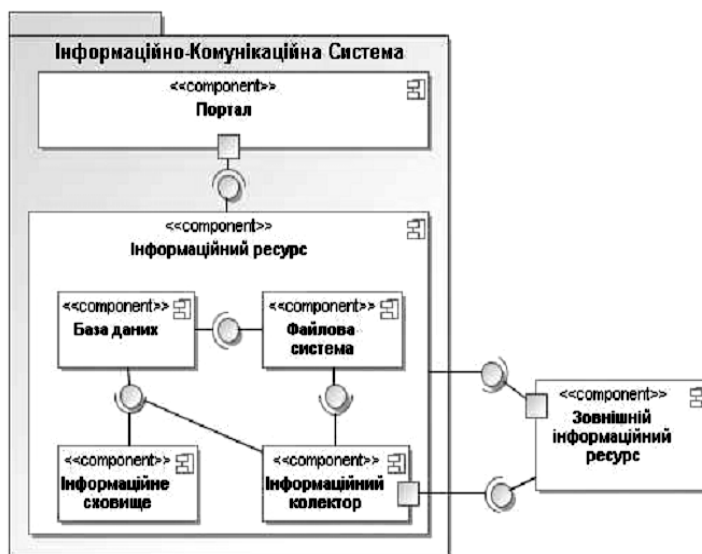 Інформаційно-Комунікаційна Система
<<component>>
Портал
<<component>>
Інформаційний ресурс
<<component>>
База даних
<<component>>
Файлова
система
<<component>>
Зовнішній
інформаційний
ресурс
<<component>>
Інформаційне
сховище
<<component>>
Інформаційний
колектор